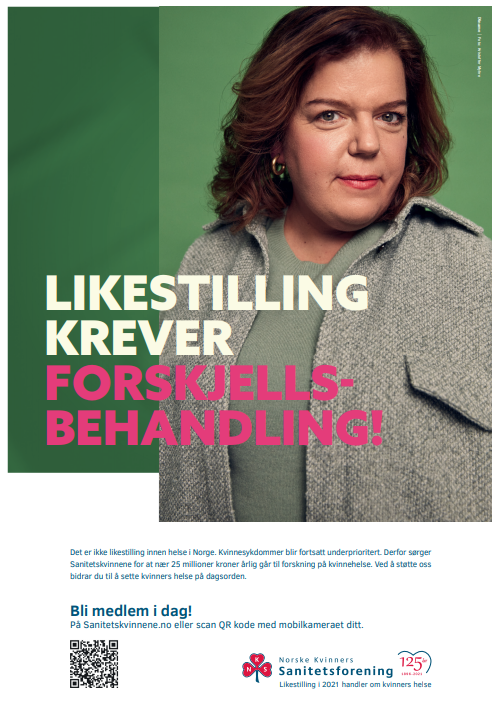 LIKESTILLING
KREVER
FORSKJELLS-
BEHANDLING!
Det er ikke likestilling innen helse i Norge. Kvinnesykdommer blir fortsatt underprioritert. Derfor sørger
Sanitetskvinnene for at nær 25 millioner kroner årlig går til forskning på kvinnehelse. Ved å støtte oss
bidrar du til å sette kvinners helse på dagsorden.
Bli medlem i dag!
På Sanitetskvinnene.no eller scan QR kode med mobilkameraet ditt.
N K S
Norske Kvinners
Sanitetsforening
125 år
1896-2021
Likestilling i 2021 handler om kvinners helse